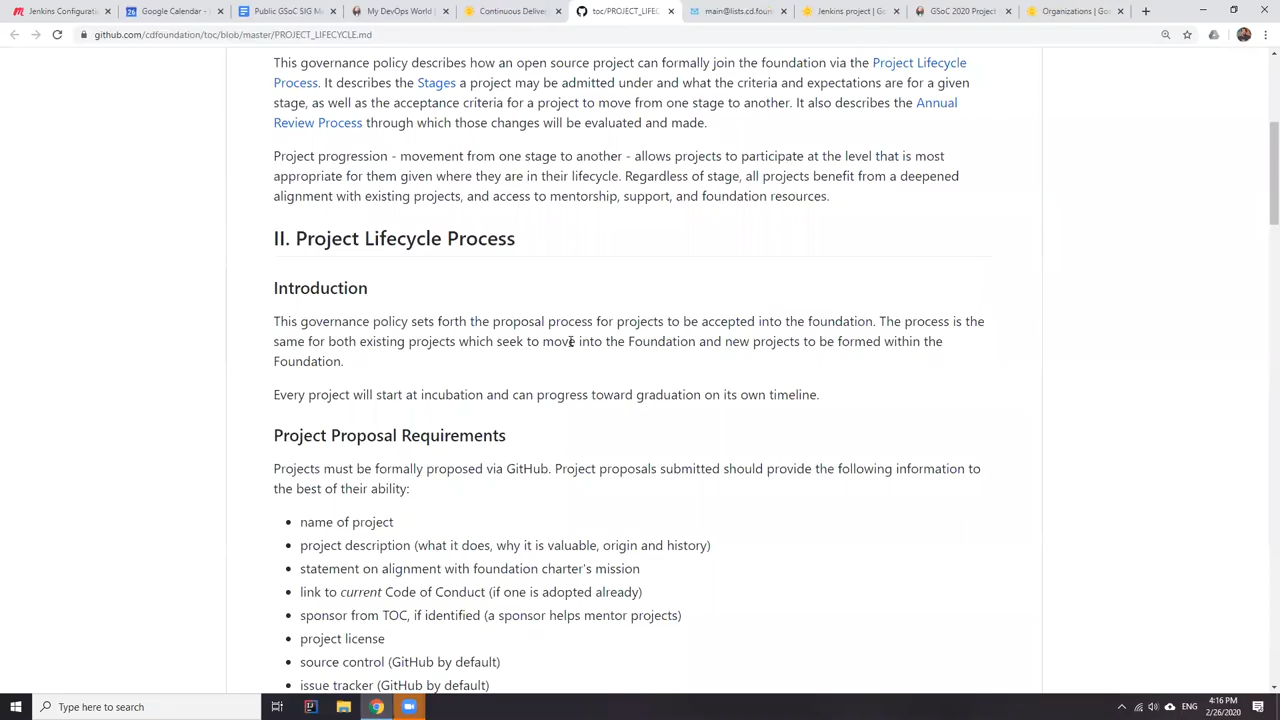 Jenkins Configurat
Google Calendar -
Public GSoC SIG M
My DevOps World |
Continuous Deliver
toc/PROJECT_LIFEC
main@lists.cd.foun
Jenkins project | Go
GSoC 2020 Project
Organizations | Goo
github.com/cdfoundation/toc/blob/master/PROJECT_LIFECYCLE.md
This governance policy describes how an open source project can formally join the foundation via the Project Lifecycle
Process. It describes the Stages a project may be admitted under and what the criteria and expectations are for a given
stage, as well as the acceptance criteria for a project to move from one stage to another. It also describes the Annual
Review Process through which those changes will be evaluated and made.
Project progression - movement from one stage to another - allows projects to participate at the level that is most
appropriate for them given where they are in their lifecycle. Regardless of stage, all projects benefit from a deepened
alignment with existing projects, and access to mentorship, support, and foundation resources.
II. Project Lifecycle Process
Introduction
This governance policy sets forth the proposal process for projects to be accepted into the foundation. The process is the
same for both existing projects which seek to move into the Foundation and new projects to be formed within the
Foundation.
Every project will start at incubation and can progress toward graduation on its own timeline.
Project Proposal Requirements
Projects must be formally proposed via GitHub. Project proposals submitted should provide the following information to
the best of their ability:
• name of project
• project description (what it does, why it is valuable, origin and history)
• statement on alignment with foundation charter's mission
• link to current Code of Conduct (if one is adopted already)
• sponsor from TOC, if identified (a sponsor helps mentor projects)
• project license
• source control (GitHub by default)
• issue tracker (GitHub by default)
Type here to search
ENG
4:16 PM
2/26/2020